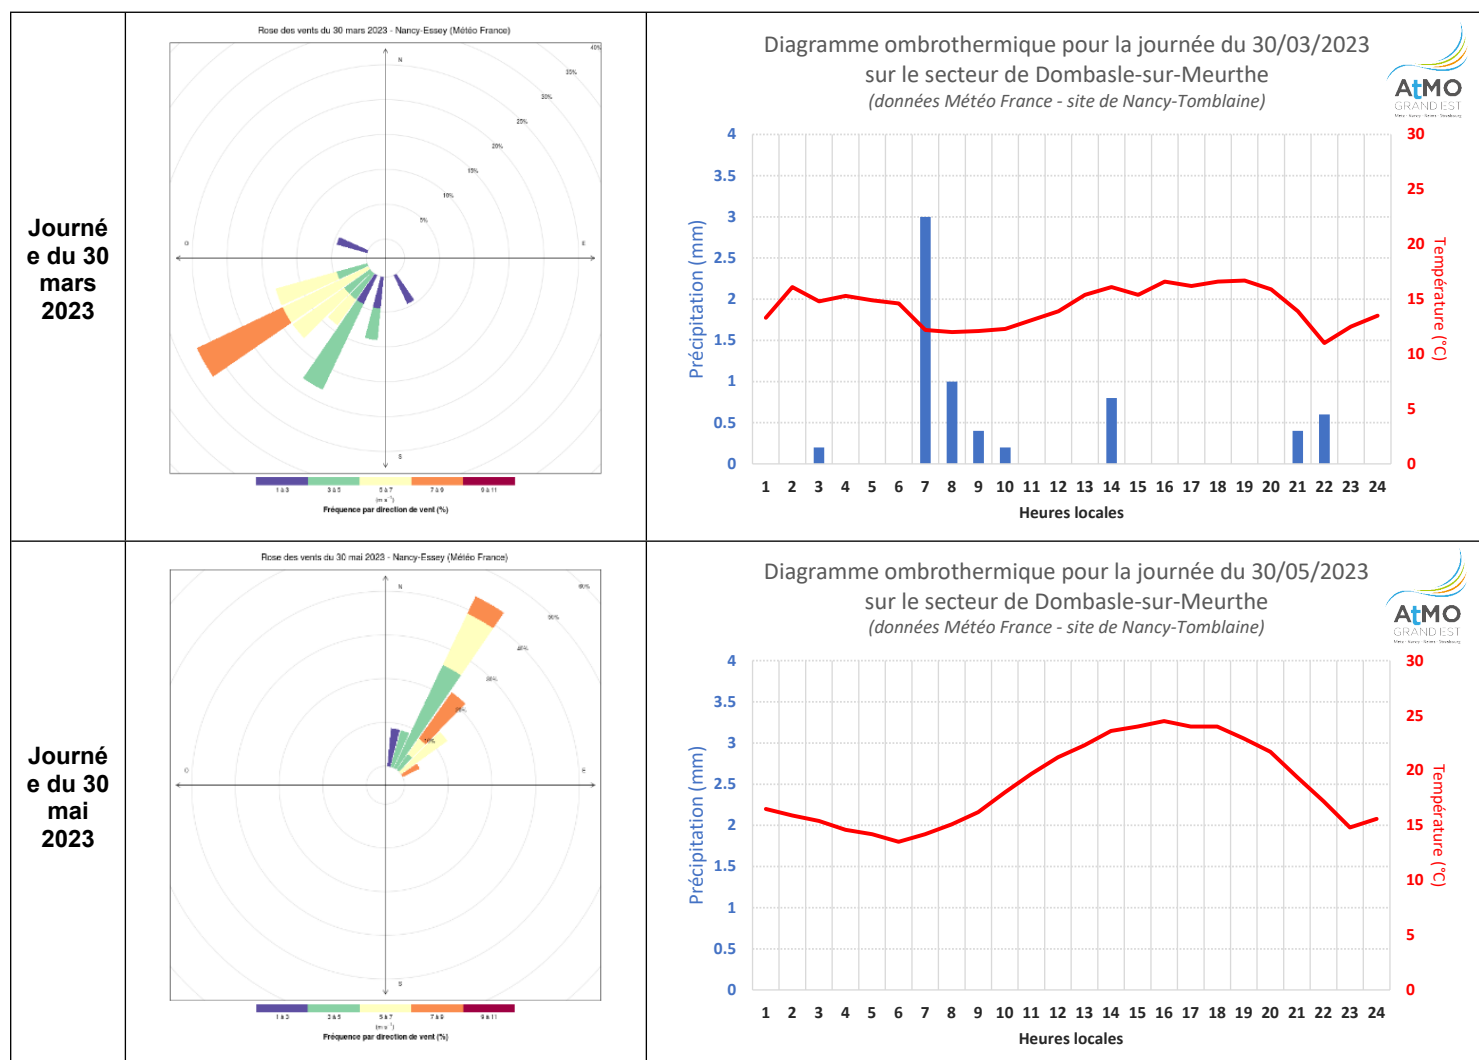 Journé
e du 30
mars
2023
Rose des vents du 30 mars 2023 - Nancy-Essey (Météo France)
40%
35%
30%
25%
20%
15%
10%
5%
N
O
E
S
1 à 3
3 à 5
5 à 7
7 à 9
9 à 11
(m s⁻¹)
Fréquence par direction de vent (%)
Diagramme ombrothermique pour la journée du 30/03/2023
sur le secteur de Dombasle-sur-Meurthe
(données Météo France - site de Nancy-Tomblaine)
AtMO
GRAND EST
Précipitation (mm)
4
3.5
3
2.5
2
1.5
1
0.5
0
30
25
20
15
10
5
0
Température (°C)
1 2 3 4 5 6 7 8 9 10 11 12 13 14 15 16 17 18 19 20 21 22 23 24
Heures locales
Journé
e du 30
mai
2023
Rose des vents du 30 mai 2023 - Nancy-Essey (Météo France)
60%
50%
40%
30%
20%
10%
N
O
E
S
1 à 3
3 à 5
5 à 7
7 à 9
9 à 11
(m s⁻¹)
Fréquence par direction de vent (%)
Diagramme ombrothermique pour la journée du 30/05/2023
sur le secteur de Dombasle-sur-Meurthe
(données Météo France - site de Nancy-Tomblaine)
AtMO
GRAND EST
Précipitation (mm)
4
3.5
3
2.5
2
1.5
1
0.5
0
30
25
20
15
10
5
0
Température (°C)
1 2 3 4 5 6 7 8 9 10 11 12 13 14 15 16 17 18 19 20 21 22 23 24
Heures locales